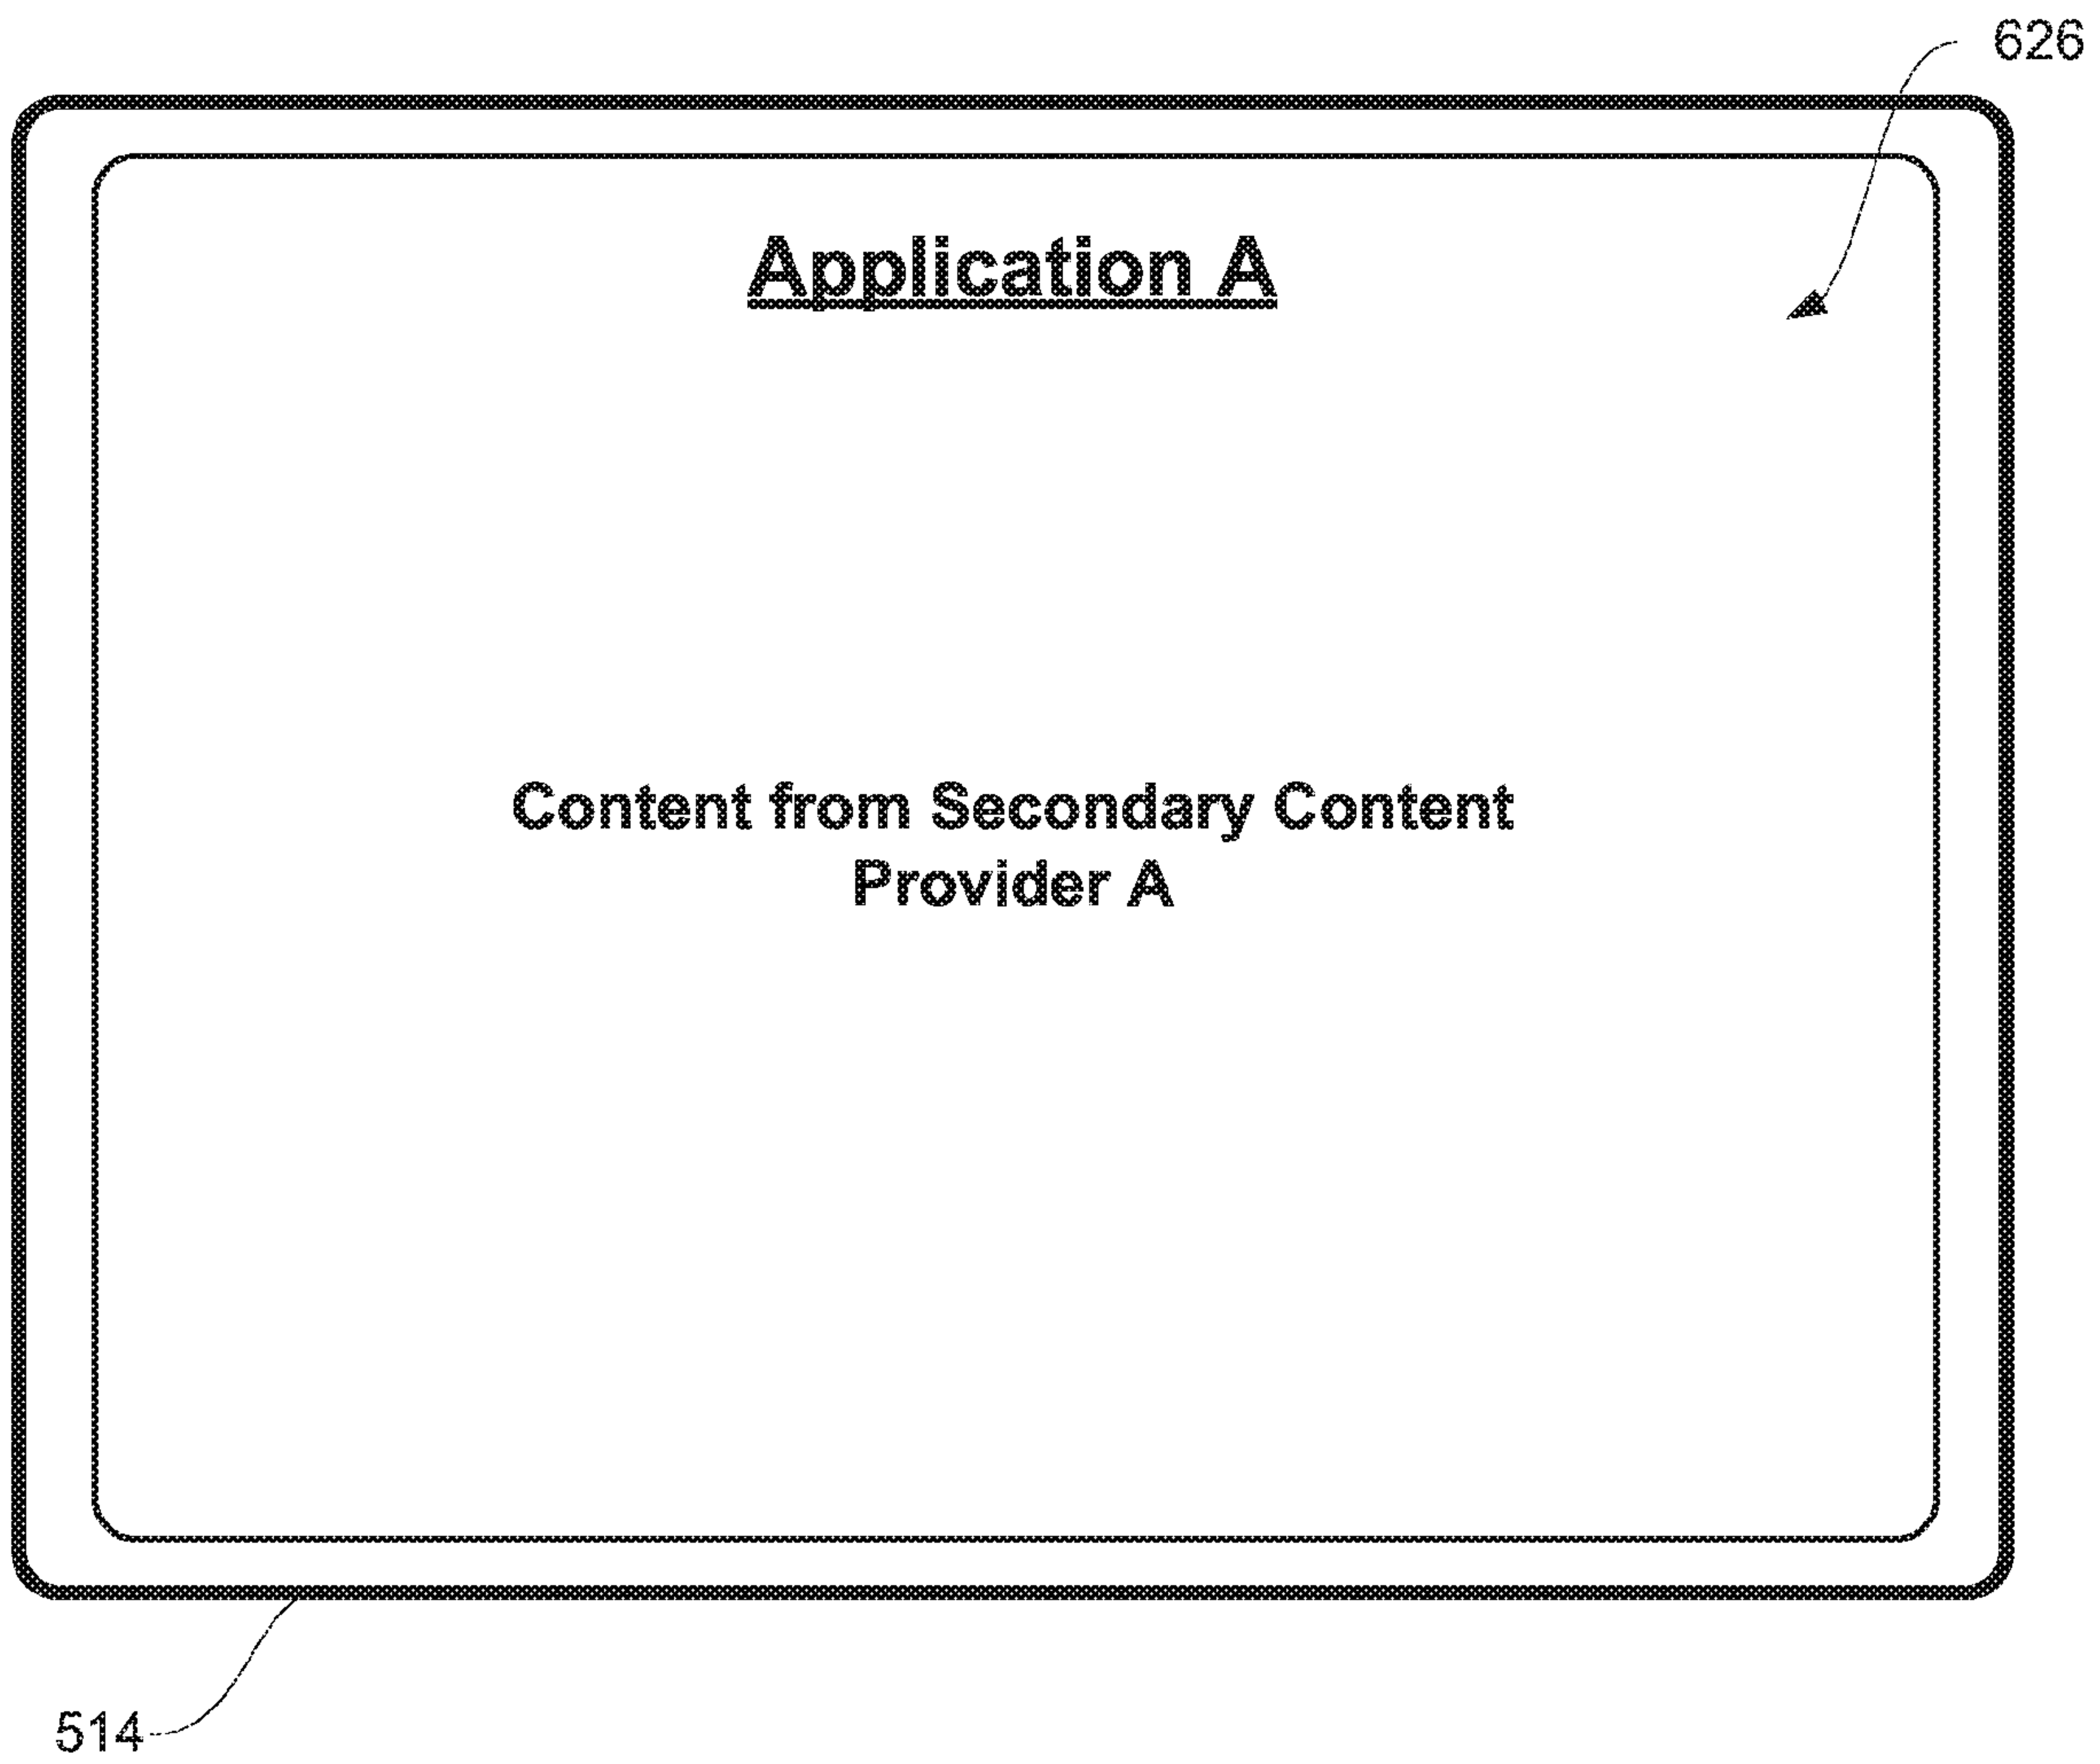 626
Application A
Content from Secondary Content
Provider A
514